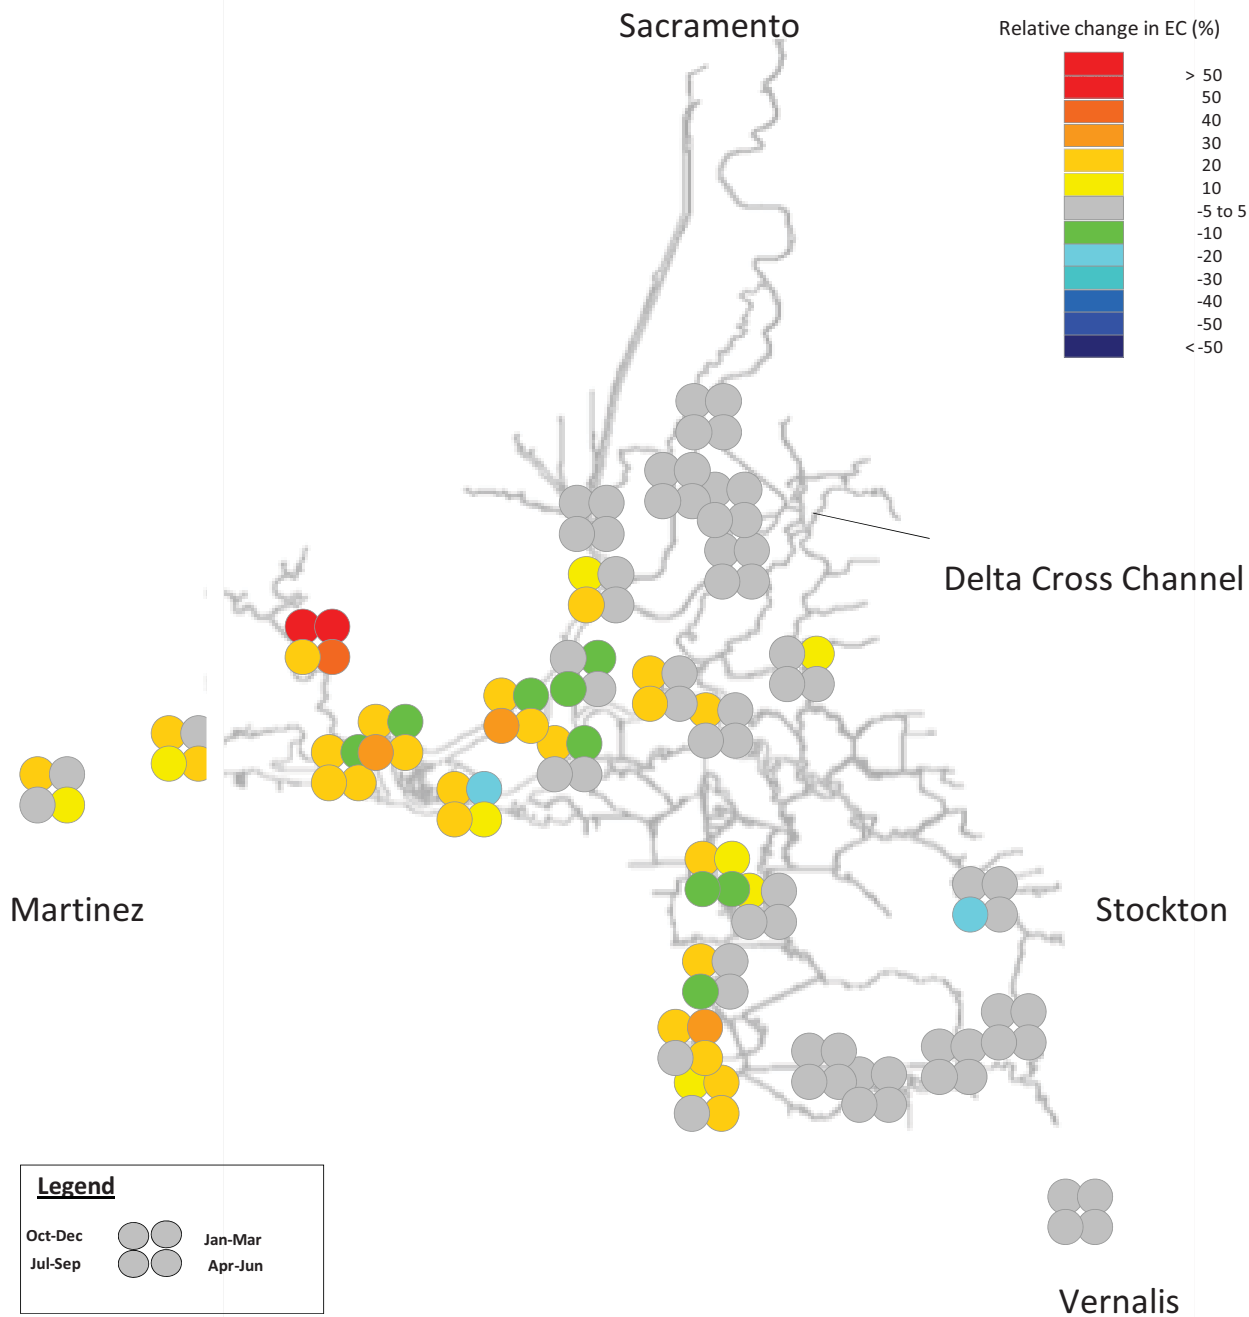 Sacramento
Relative change in EC (%)
> 50
50
40
30
20
10
-5 to 5
-10
-20
-30
-40
-50
< -50
Delta Cross Channel
Martinez
Stockton
Legend
Oct-Dec
Jan-Mar
Jul-Sep
Apr-Jun
Vernalis